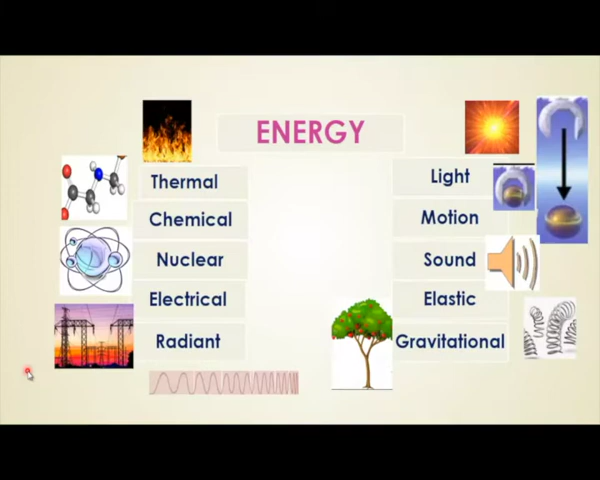 ENERGY
Thermal
Chemical
Nuclear
Electrical
Radiant
Light
Motion
Sound
Elastic
Gravitational